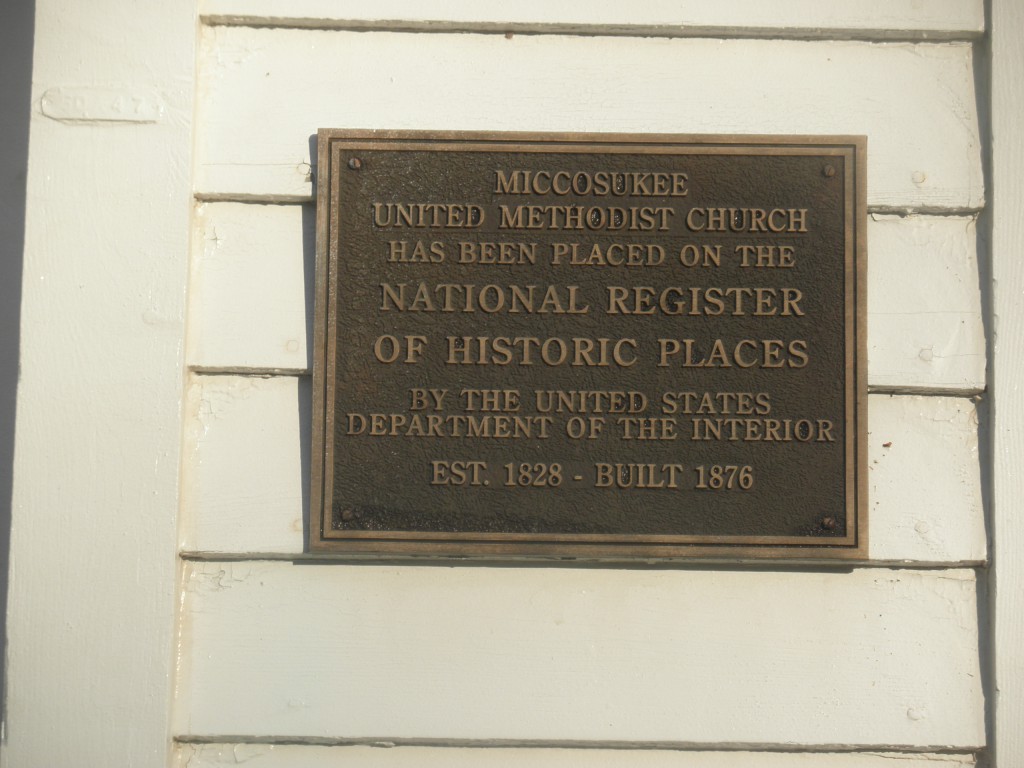 MICCOSUKEE
UNITED METHODIST CHURCH
HAS BEEN PLACED ON THE
NATIONAL REGISTER
OF HISTORIC PLACES
BY THE UNITED STATES
DEPARTMENT OF THE INTERIOR
EST. 1828 - BUILT 1876